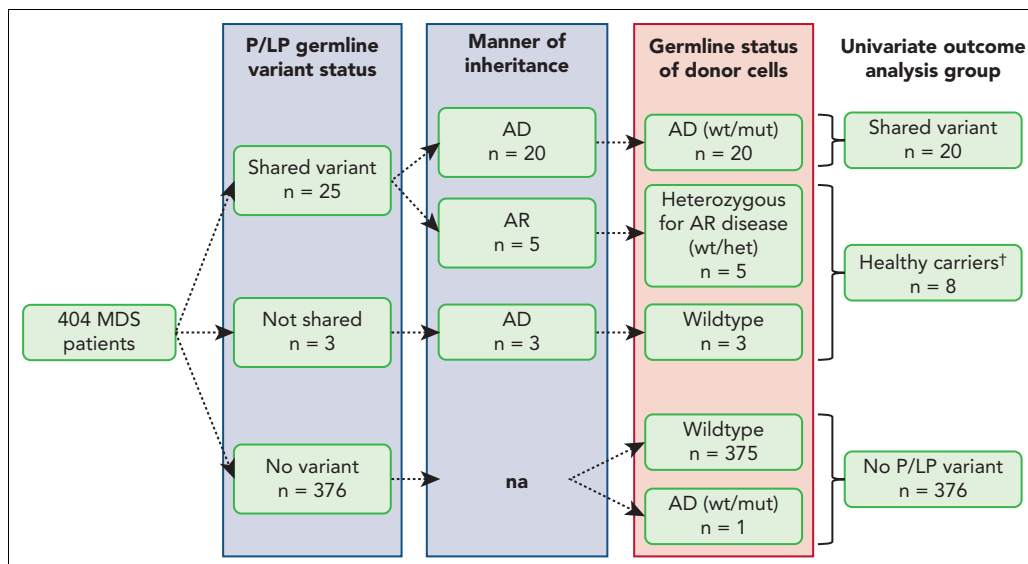 P/LP germline
variant status
Manner of
inheritance
Germline status
of donor cells
Univariate outcome
analysis group
404 MDS
patients
Shared variant
n = 25
AD
n = 20
AD (wt/mut)
n = 20
Shared variant
n = 20
AR
n = 5
Heterozygous
for AR disease
(wt/het)
n = 5
Healthy carriers†
n = 8
Not shared
n = 3
AD
n = 3
Wildtype
n = 3
No variant
n = 376
na
Wildtype
n = 375
AD (wt/mut)
n = 1
No P/LP variant
n = 376